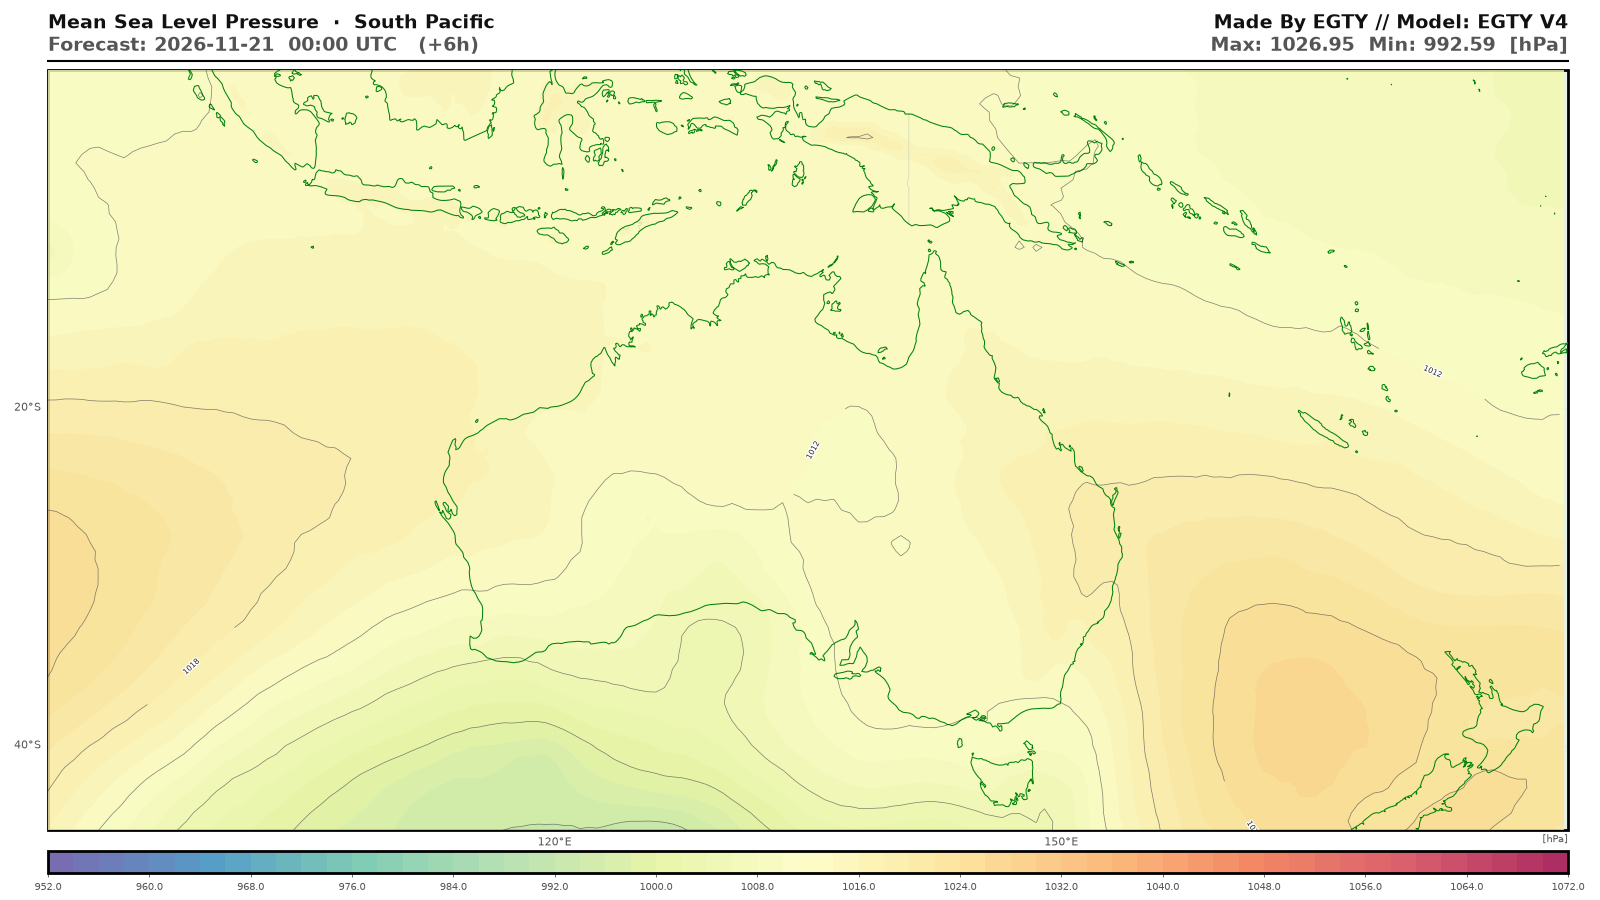 Mean Sea Level Pressure · South Pacific
Made By EGTY // Model: EGTY V4
Forecast: 2026-11-21 00:00 UTC (+6h)
Max: 1026.95 Min: 992.59 [hPa]
1012
20°S
1012
1018
40°S
10
120°E
150°E
[hPa]
952.0 960.0 968.0 976.0 984.0 992.0 1000.0 1008.0 1016.0 1024.0 1032.0 1040.0 1048.0 1056.0 1064.0 1072.0